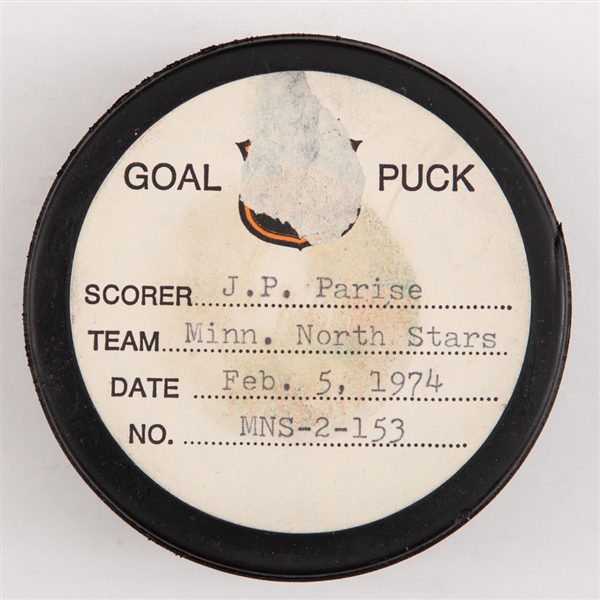 GOAL PUCK
SCORER J.P. Parise
TEAM Minn. North Stars
DATE Feb. 5, 1974
NO. MNS-2-153